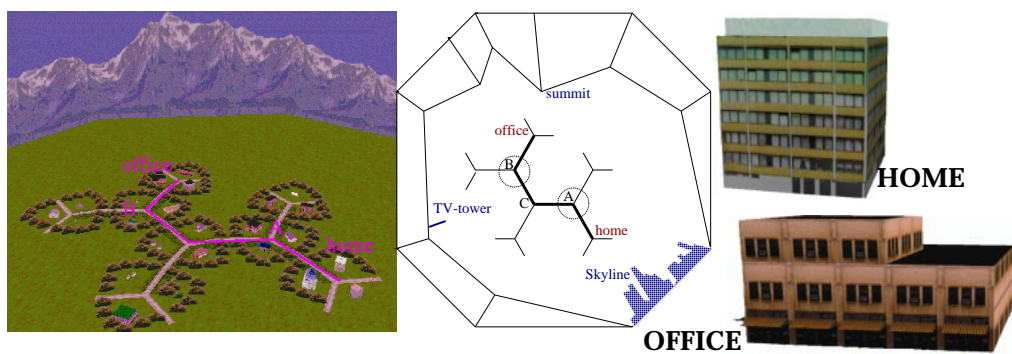 office
B
A
home
summit
office
B
A
C
TV-tower
home
Skyline
HOME
OFFICE